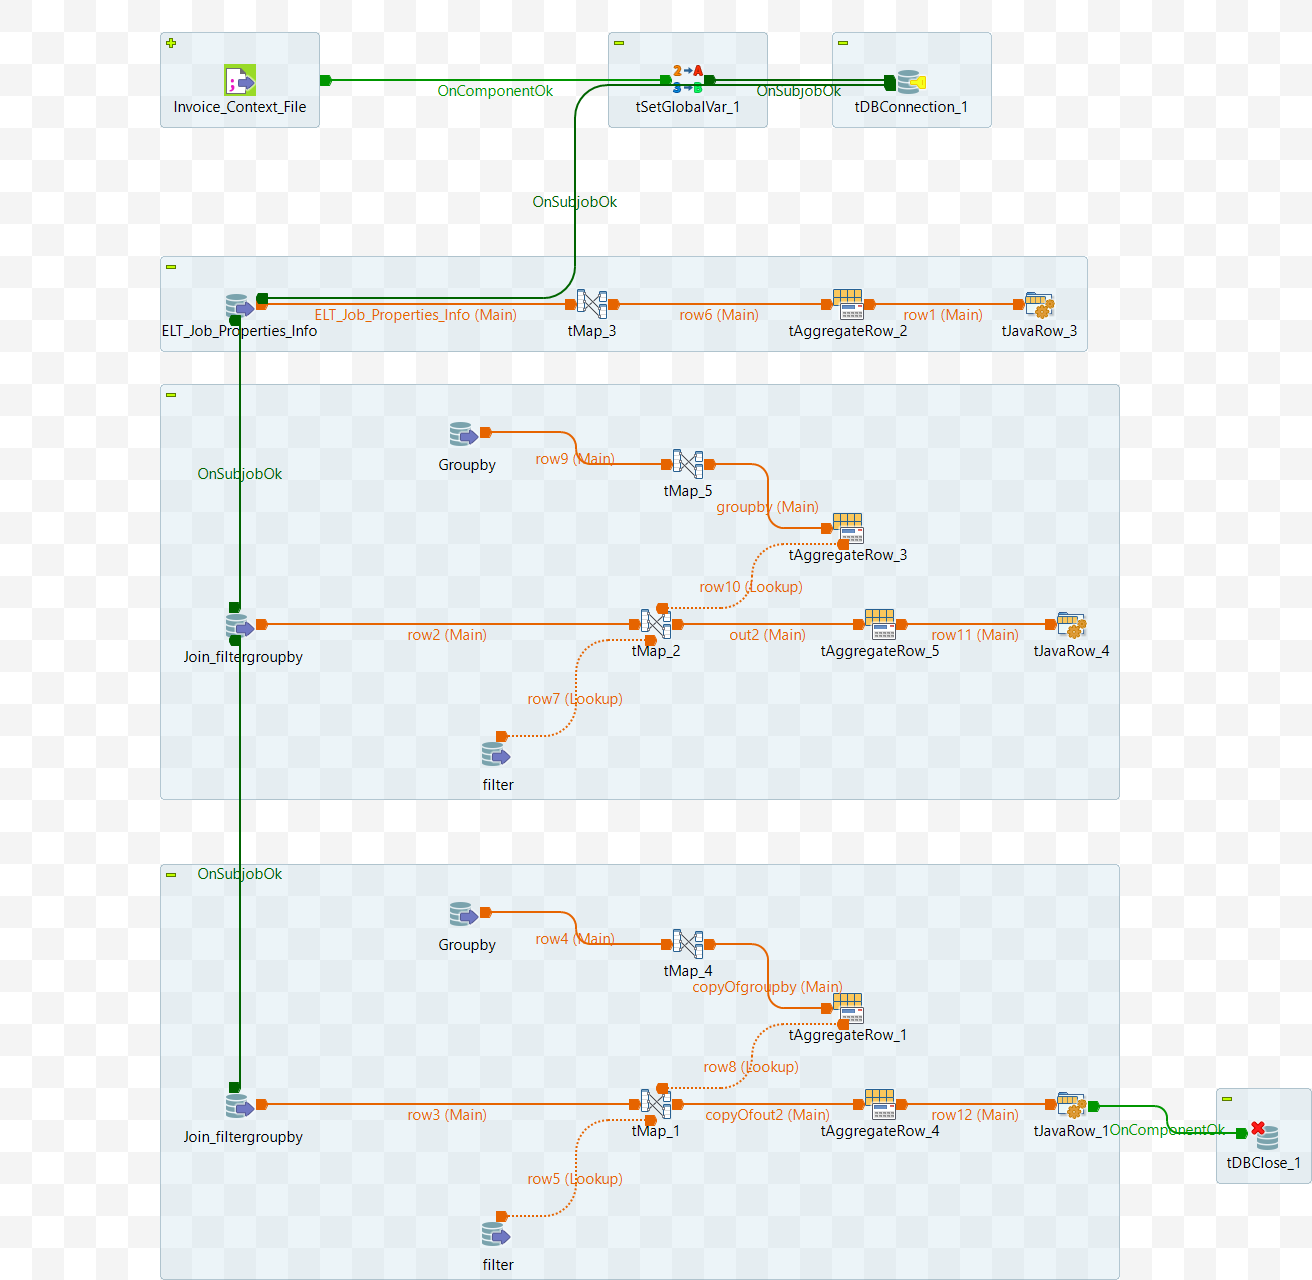 Invoice_Context_File
OnComponentOk
tSetGlobalVar_1
OnSubjobOk
tDBConnection_1
OnSubjobOk
ELT_Job_Properties_Info
ELT_Job_Properties_Info (Main)
tMap_3
row6 (Main)
tAggregateRow_2
row1 (Main)
tJavaRow_3
OnSubjobOk
Groupby
row9 (Main)
tMap_5
groupby (Main)
tAggregateRow_3
row10 (Lookup)
Join_filtergroupby
row2 (Main)
tMap_2
out2 (Main)
tAggregateRow_5
row11 (Main)
tJavaRow_4
row7 (Lookup)
filter
OnSubjobOk
Groupby
row4 (Main)
tMap_4
copyOfgroupby (Main)
tAggregateRow_1
row8 (Lookup)
Join_filtergroupby
row3 (Main)
tMap_1
copyOfout2 (Main)
tAggregateRow_4
row12 (Main)
tJavaRow_1
OnComponentOk
tDBClose_1
row5 (Lookup)
filter